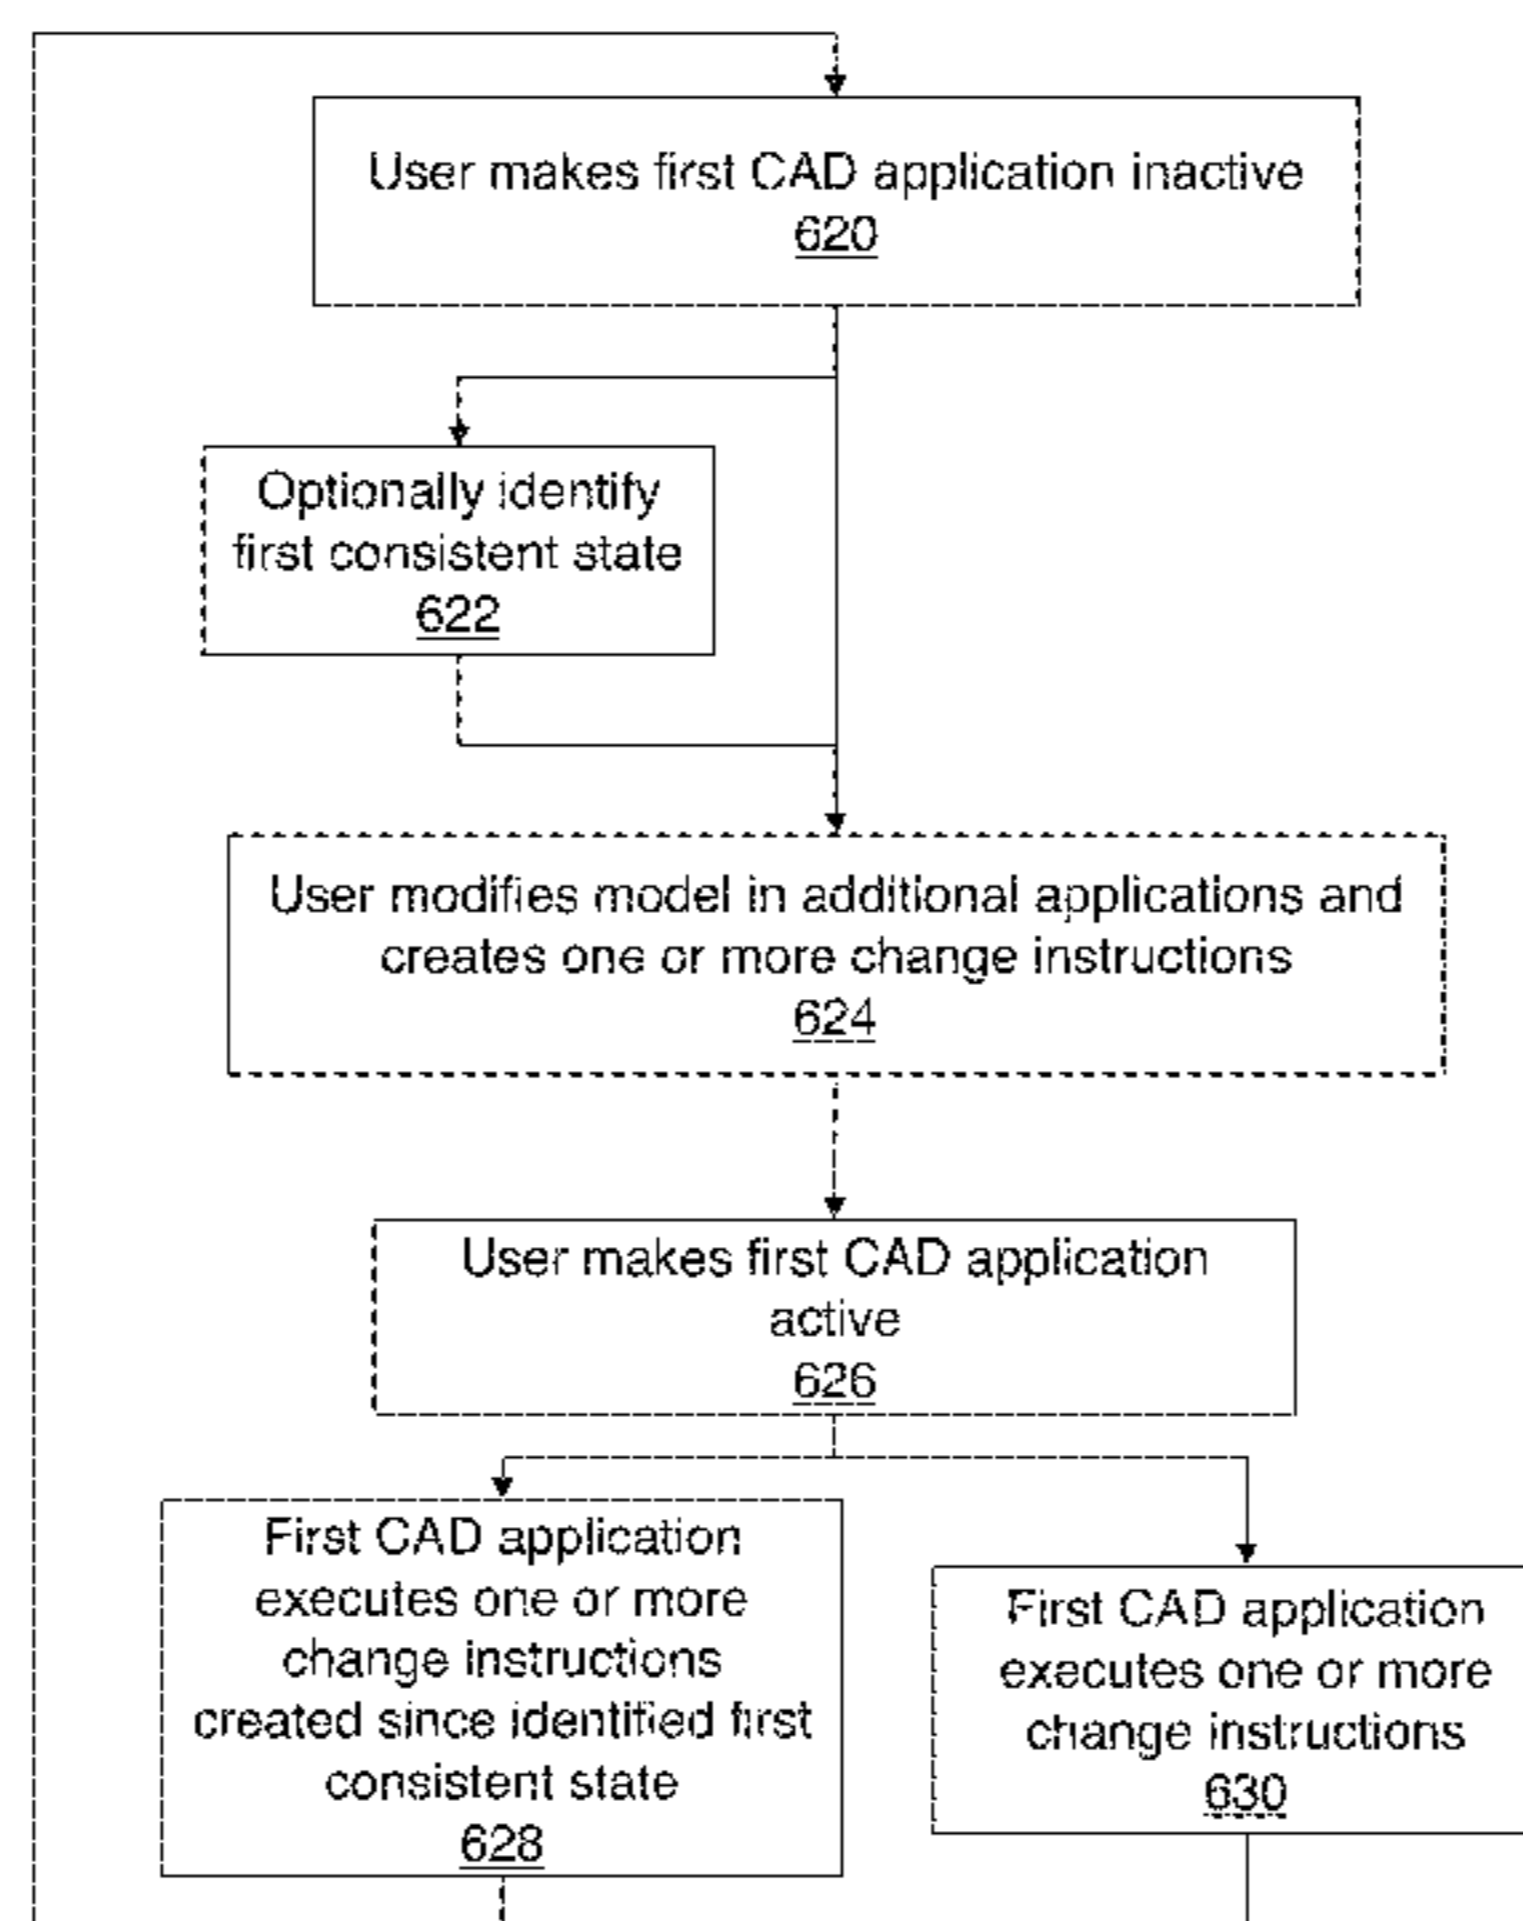 User makes first CAD application inactive
620
Optionally identify
first consistent state
622
User modifies model in additional applications and
creates one or more change instructions
624
User makes first CAD application
active
626
First CAD application
executes one or more
change instructions
created since identified first
consistent state
628
First CAD application
executes one or more
change instructions
630